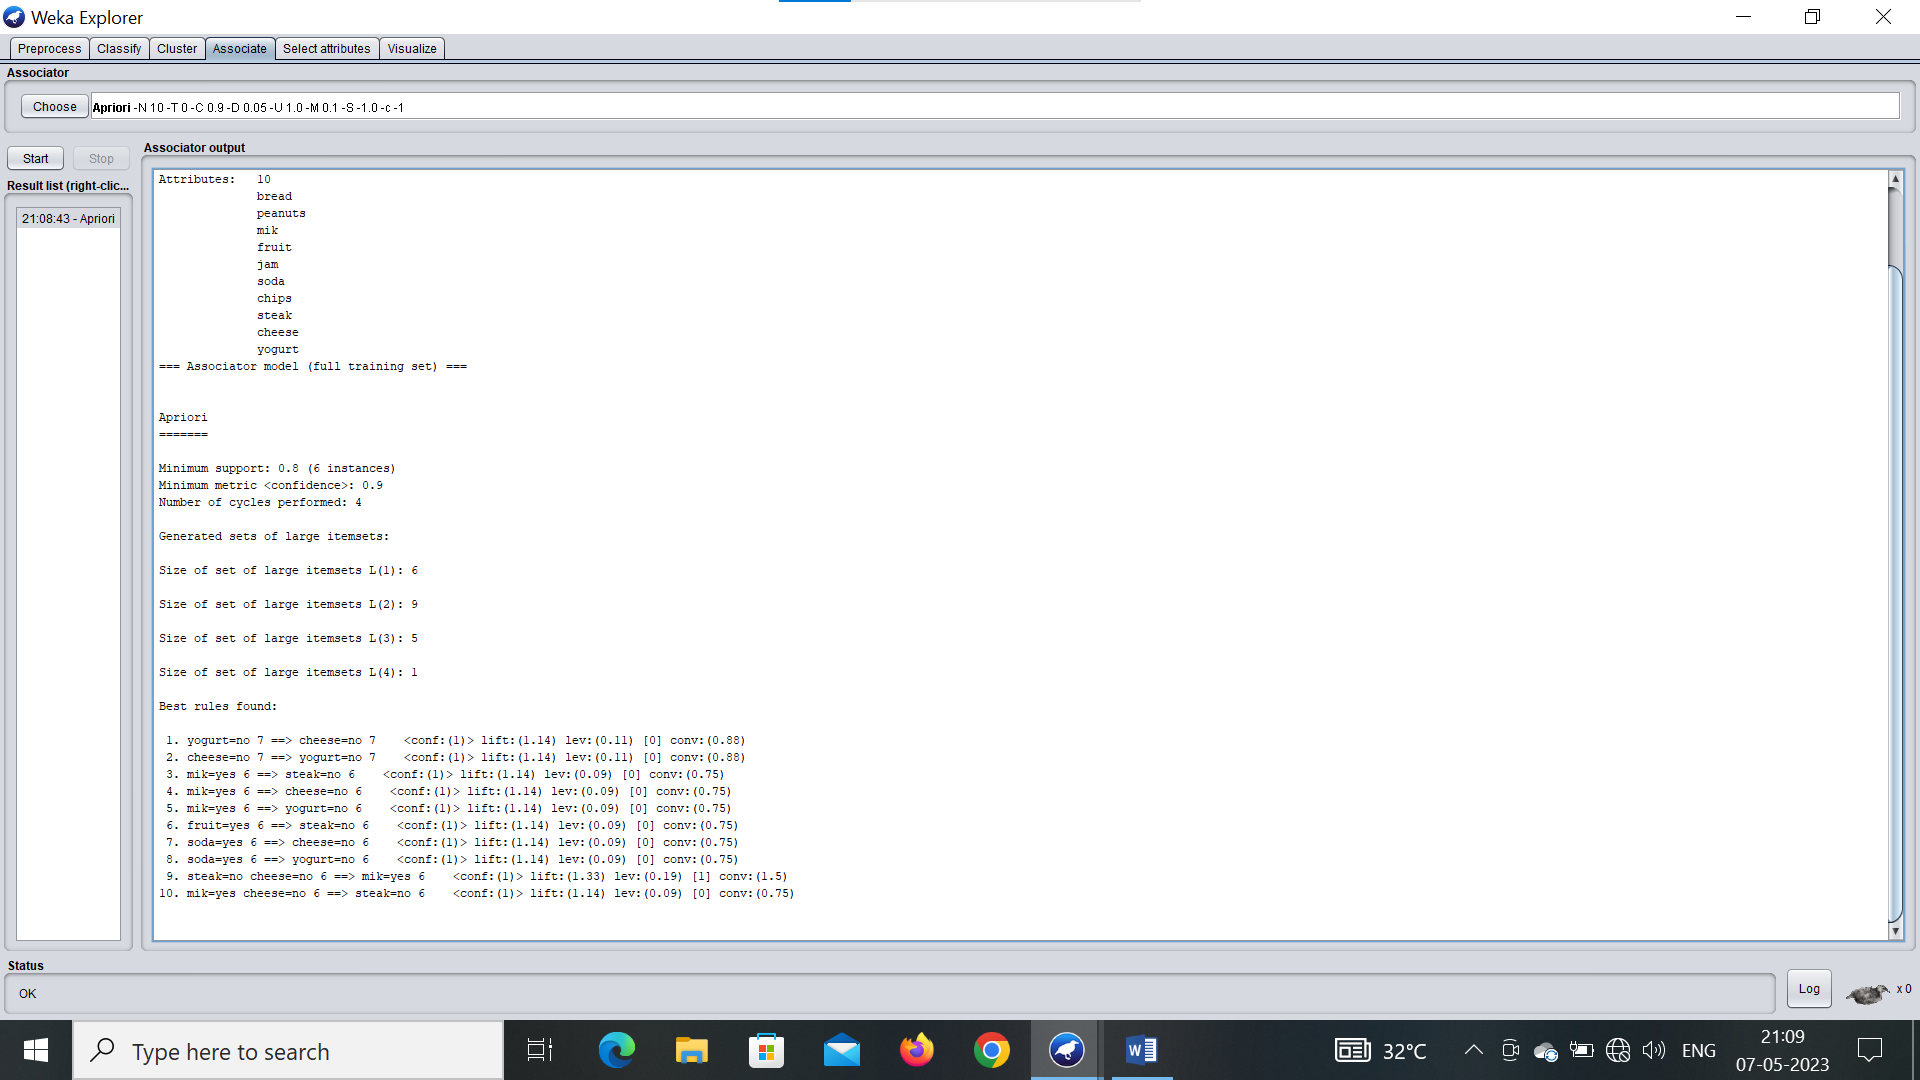 Weka Explorer
Preprocess Classify Cluster Associate Select attributes Visualize
Associator
Choose Apriori -N 10 -T 0 -C 0.9 -D 0.05 -U 1.0 -M 0.1 -S -1.0 -c -1
Start Stop
Result list (right-clic...
21:08:43 - Apriori
Associator output
Attributes: 10
bread
peanuts
mik
fruit
jam
soda
chips
steak
cheese
yogurt
=== Associator model (full training set) ===
Apriori
=======
Minimum support: 0.8 (6 instances)
Minimum metric <confidence>: 0.9
Number of cycles performed: 4
Generated sets of large itemsets:
Size of set of large itemsets L(1): 6
Size of set of large itemsets L(2): 9
Size of set of large itemsets L(3): 5
Size of set of large itemsets L(4): 1
Best rules found:
1. yogurt=no 7 ==> cheese=no 7 <conf:(1)> lift:(1.14) lev:(0.11) [0] conv:(0.88)
2. cheese=no 7 ==> yogurt=no 7 <conf:(1)> lift:(1.14) lev:(0.11) [0] conv:(0.88)
3. mik=yes 6 ==> steak=no 6 <conf:(1)> lift:(1.14) lev:(0.09) [0] conv:(0.75)
4. mik=yes 6 ==> cheese=no 6 <conf:(1)> lift:(1.14) lev:(0.09) [0] conv:(0.75)
5. mik=yes 6 ==> yogurt=no 6 <conf:(1)> lift:(1.14) lev:(0.09) [0] conv:(0.75)
6. fruit=yes 6 ==> steak=no 6 <conf:(1)> lift:(1.14) lev:(0.09) [0] conv:(0.75)
7. soda=yes 6 ==> cheese=no 6 <conf:(1)> lift:(1.14) lev:(0.09) [0] conv:(0.75)
8. soda=yes 6 ==> yogurt=no 6 <conf:(1)> lift:(1.14) lev:(0.09) [0] conv:(0.75)
9. steak=no cheese=no 6 ==> mik=yes 6 <conf:(1)> lift:(1.33) lev:(0.19) [1] conv:(1.5)
10. mik=yes cheese=no 6 ==> steak=no 6 <conf:(1)> lift:(1.14) lev:(0.09) [0] conv:(0.75)
Status
OK
Log
x 0
Type here to search
32°C
ENG
21:09
07-05-2023